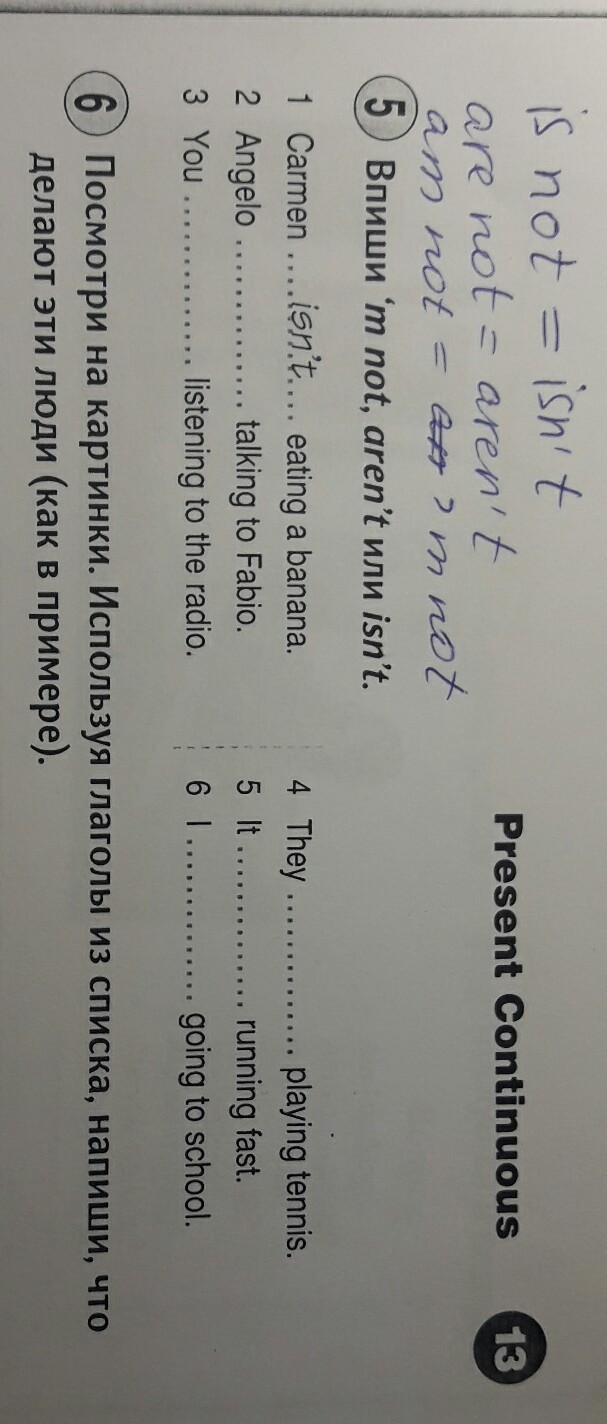 Present Continuous 13
is not = isn't
are not = aren't
am not = 'm not
5 Впиши 'm not, aren't или isn't.
1 Carmen ....isn't.... eating a banana.
2 Angelo .............. talking to Fabio.
3 You .............. listening to the radio.
4 They .............. playing tennis.
5 It .............. running fast.
6 I .............. going to school.
6 Посмотри на картинки. Используя глаголы из списка, напиши, что
делают эти люди (как в примере).